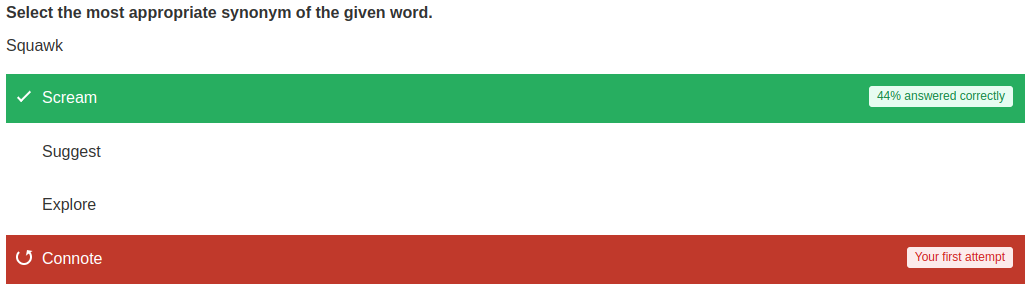 Select the most appropriate synonym of the given word.
Squawk
Scream 44% answered correctly
Suggest
Explore
Connote Your first attempt